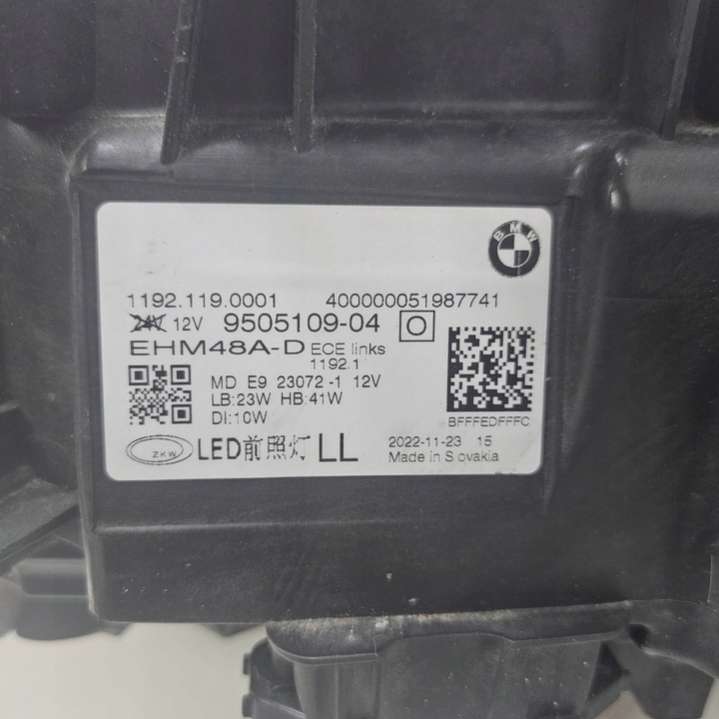 BMW
1192.119.0001 400000051987741
24V 12V 9505109-04 O
EHM48A-D ECE links
1192.1
MD E9 23072-1 12V
LB:23W HB:41W
DI:10W
BFFFEDFFFC
ZKW LED前照灯 LL
2022-11-23 15
Made in Slovakia